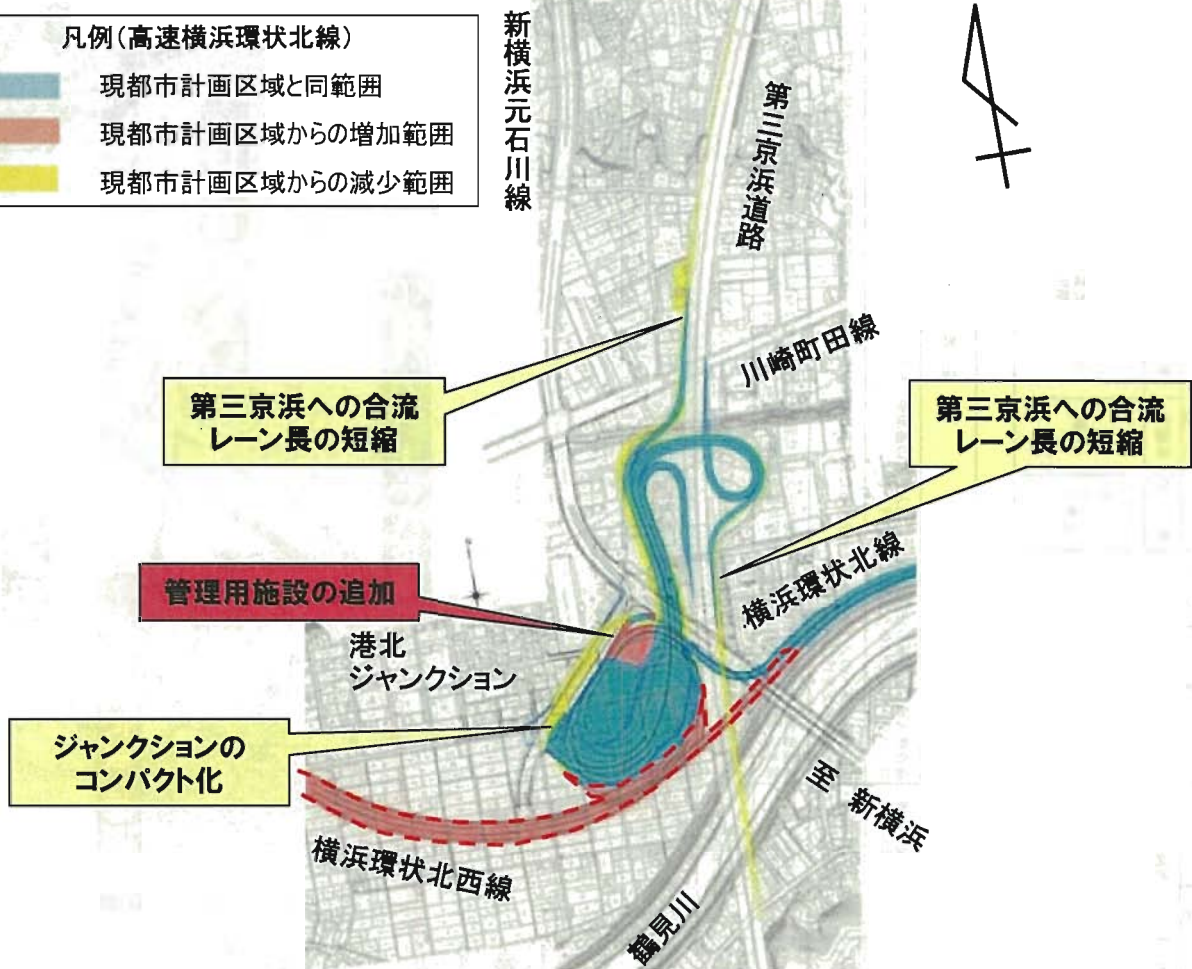 凡例(高速横浜環状北線)
現都市計画区域と同範囲
現都市計画区域からの増加範囲
現都市計画区域からの減少範囲
新横浜元石川線
第三京浜道路
川崎町田線
第三京浜への合流
レーン長の短縮
第三京浜への合流
レーン長の短縮
横浜環状北線
管理用施設の追加
港北
ジャンクション
ジャンクションの
コンパクト化
至 新横浜
横浜環状北西線
鶴見川